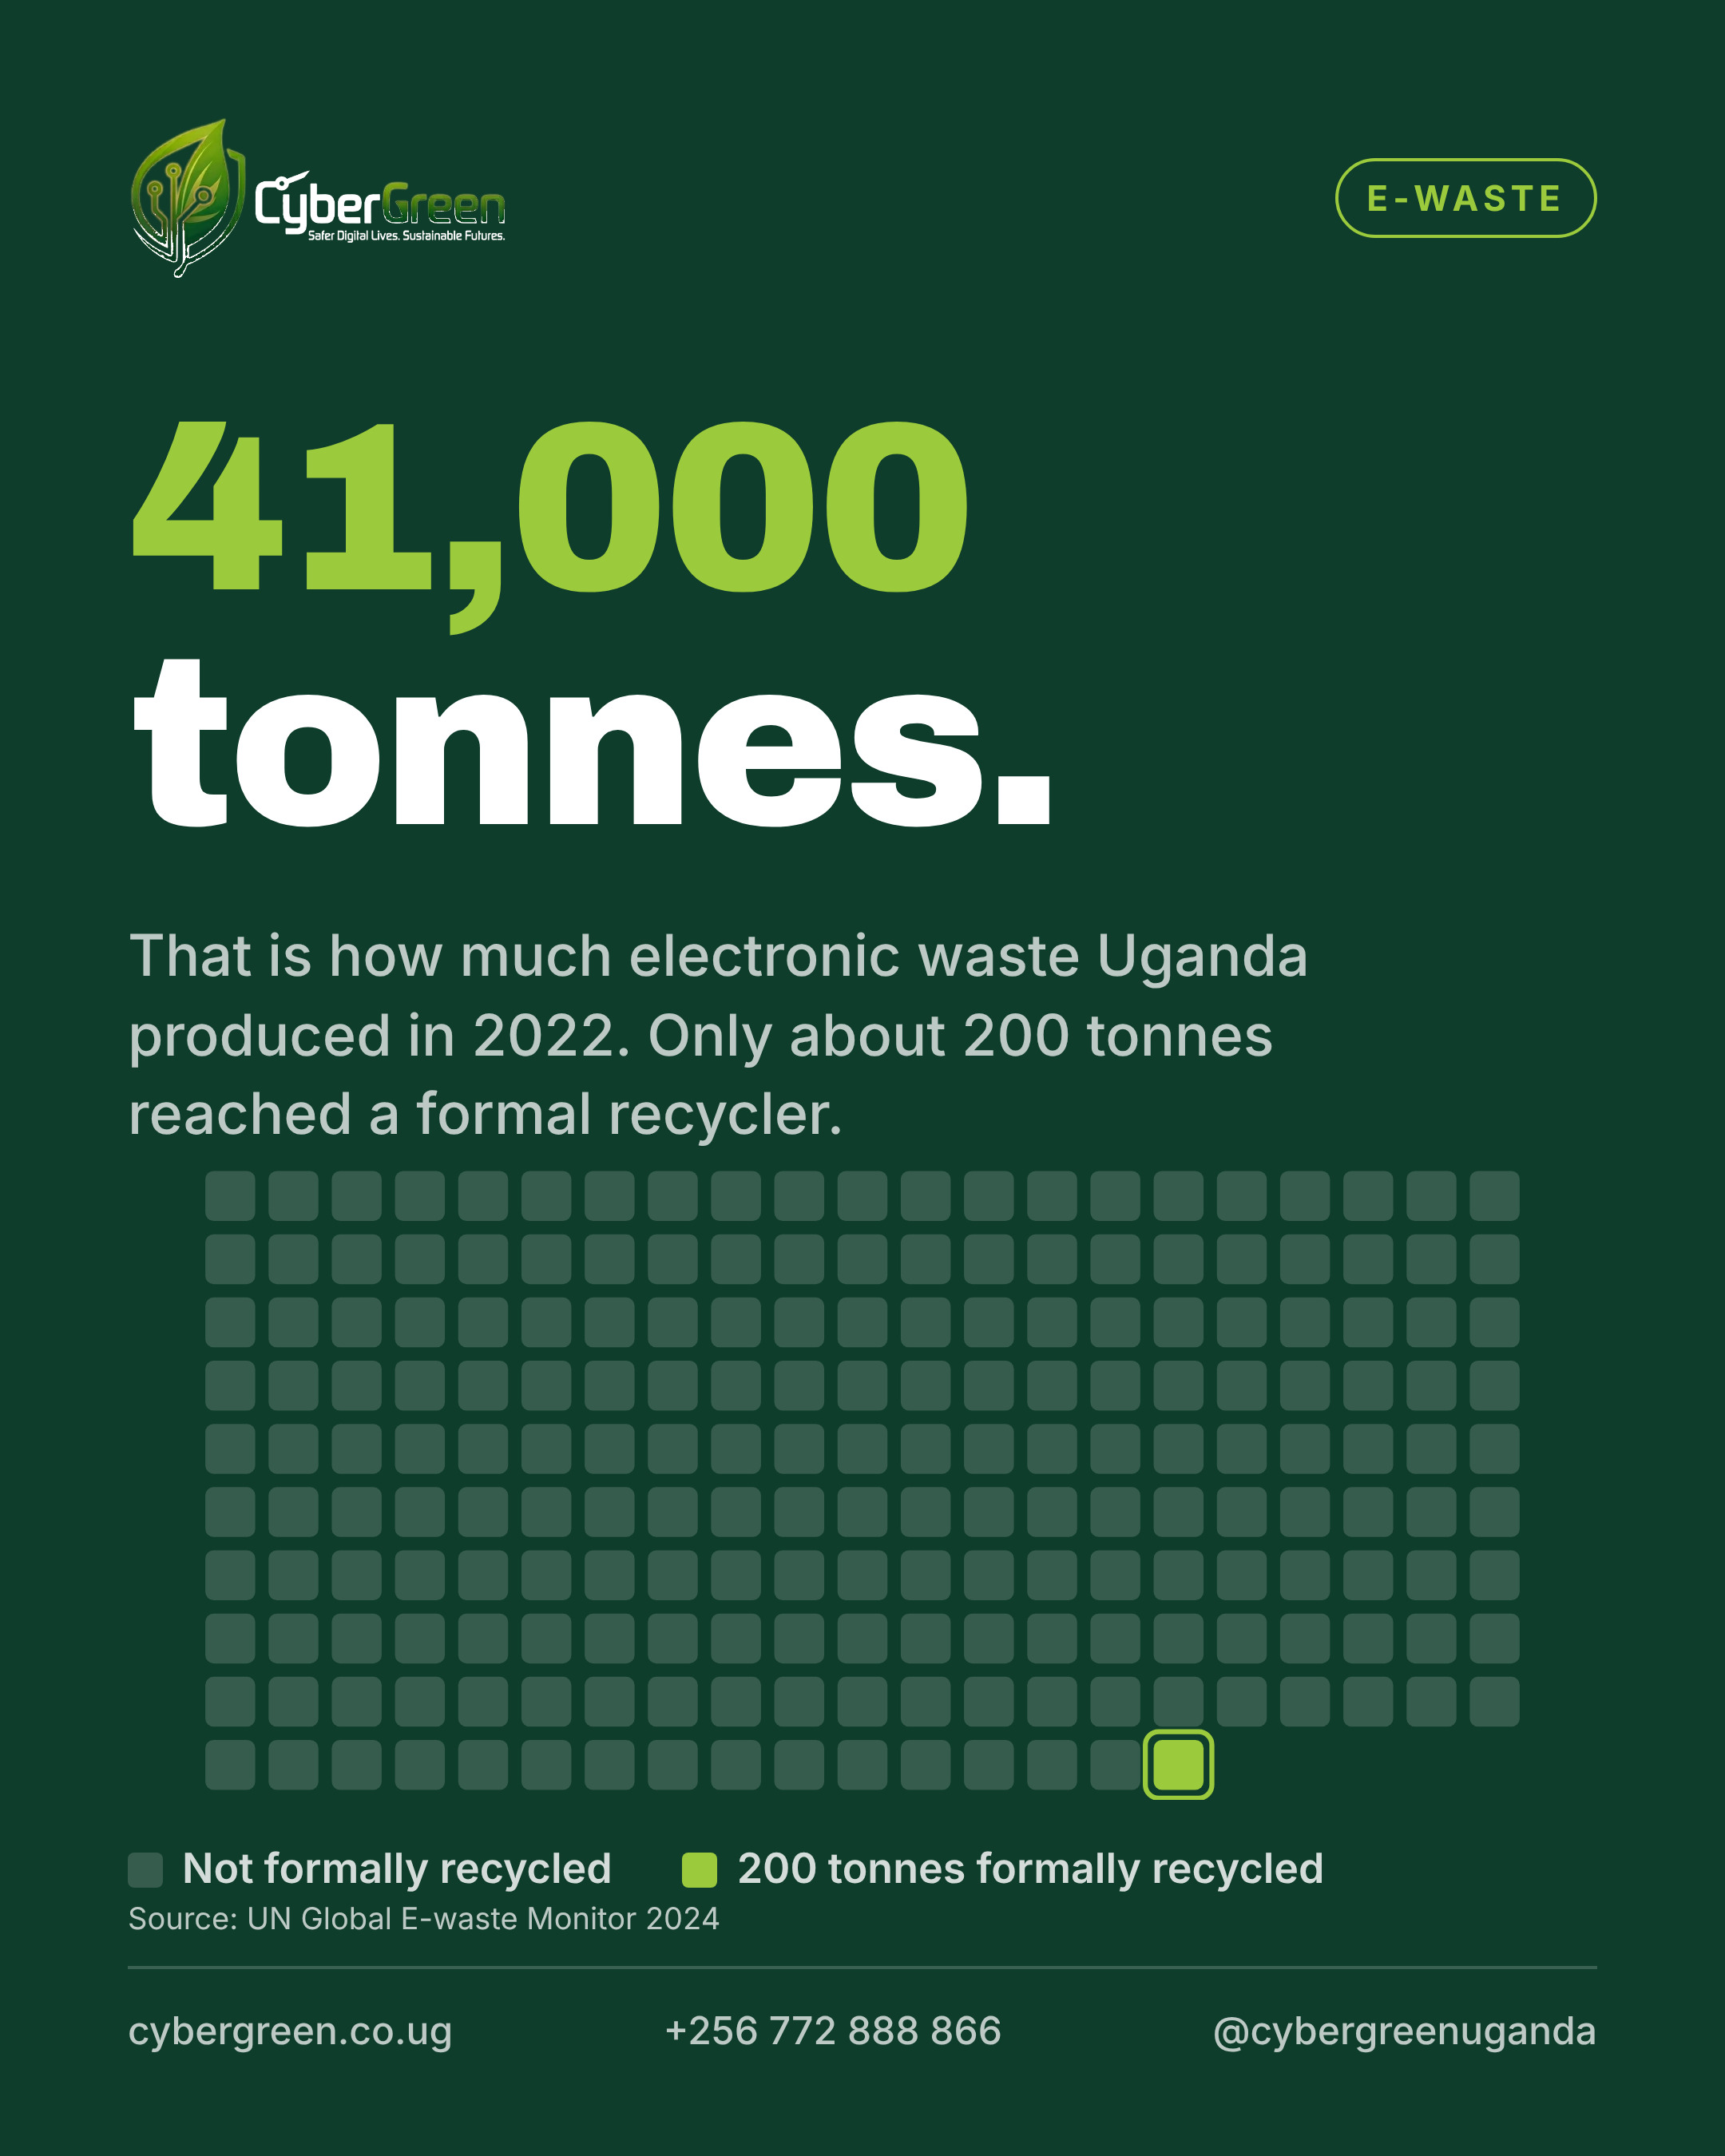 CyberGreen
Safer Digital Lives. Sustainable Futures.
E-WASTE
41,000
tonnes.
That is how much electronic waste Uganda
produced in 2022. Only about 200 tonnes
reached a formal recycler.
Not formally recycled
200 tonnes formally recycled
Source: UN Global E-waste Monitor 2024
cybergreen.co.ug
+256 772 888 866
@cybergreenuganda